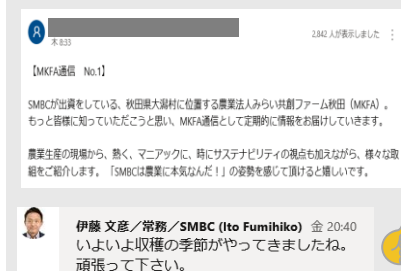 A
木 8:33
2,842 人が表示しました
【MKFA通信　No.1】
SMBCが出資をしている、秋田県大潟村に位置する農業法人みらい共創ファーム秋田（MKFA）。
もっと皆様に知っていただこうと思い、MKFA通信として定期的に情報をお届けしていきます。
農業生産の現場から、熱く、マニアックに、時にサステナビリティの視点も加えながら、様々な取
組をご紹介します。「SMBCは農業に本気なんだ！」の姿勢を感じて頂けると嬉しいです。
伊藤 文彦／常務／SMBC (Ito Fumihiko) 金 20:40
いよいよ収穫の季節がやってきましたね。
頑張って下さい。